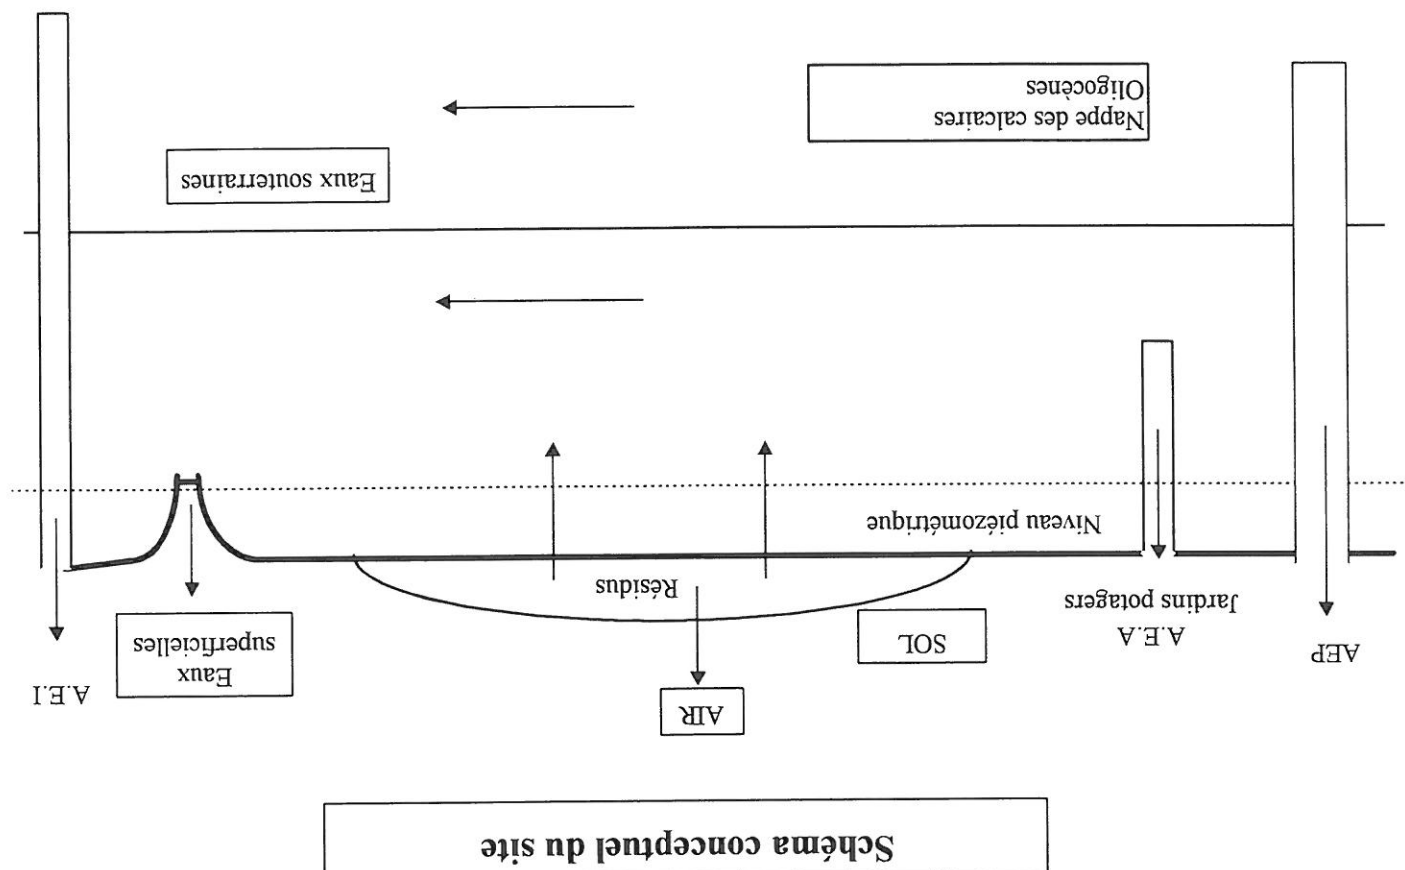 Schéma conceptuel du site
AIR
AEP
A.E.A
Jardins potagers
SOL
Résidus
Eaux
superficielles
A.E.I
Niveau piézométrique
Eaux souterraines
Nappe des calcaires
Oligocènes